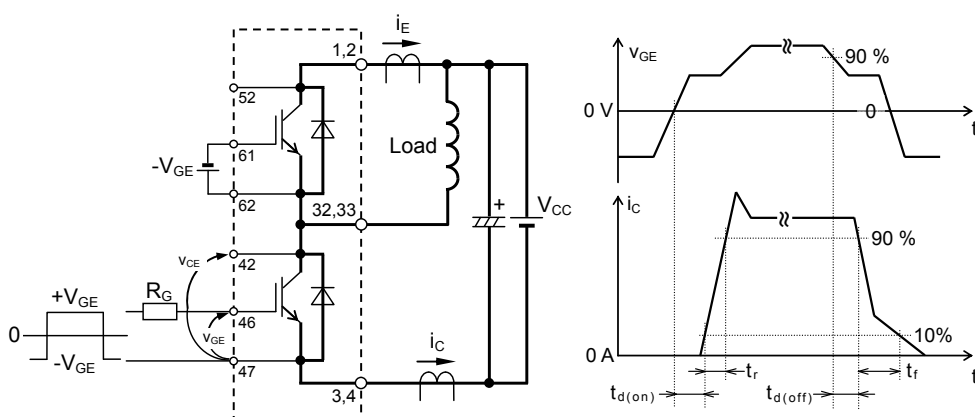 1,2
i_E
52
61
-V_GE
62
32,33
Load
+
V_CC
42
v_CE
R_G
+V_GE
0
-V_GE
46
v_GE
47
i_C
3,4
v_GE
90 %
0 V
0
t
i_C
90 %
10%
0 A
t
t_r
t_f
t_d(on)
t_d(off)